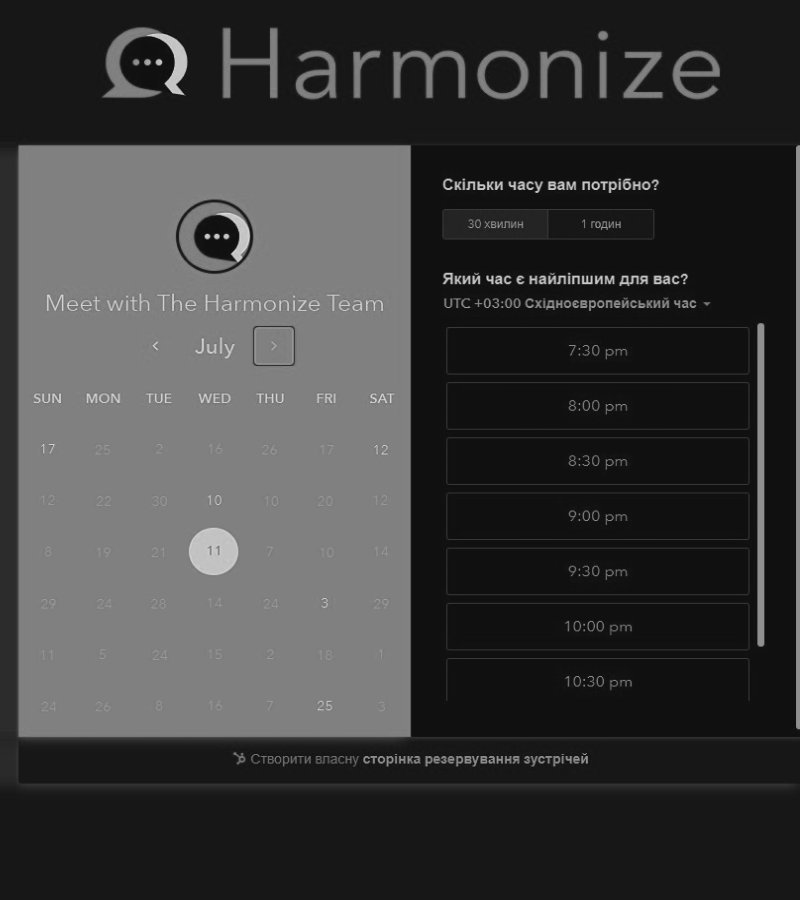 Harmonize
Meet with The Harmonize Team
July
SUN MON TUE WED THU FRI SAT
17 25 2 16 26 17 12
12 22 30 10 10 20 12
8 19 21 11 7 10 14
29 24 28 14 24 3 29
11 5 24 15 2 18 1
24 26 8 16 7 25 3
Скільки часу вам потрібно?
30 хвилин 1 годин
Який час є найліпшим для вас?
UTC +03:00 Східноєвропейський час
7:30 pm
8:00 pm
8:30 pm
9:00 pm
9:30 pm
10:00 pm
10:30 pm
Створити власну сторінка резервування зустрічей